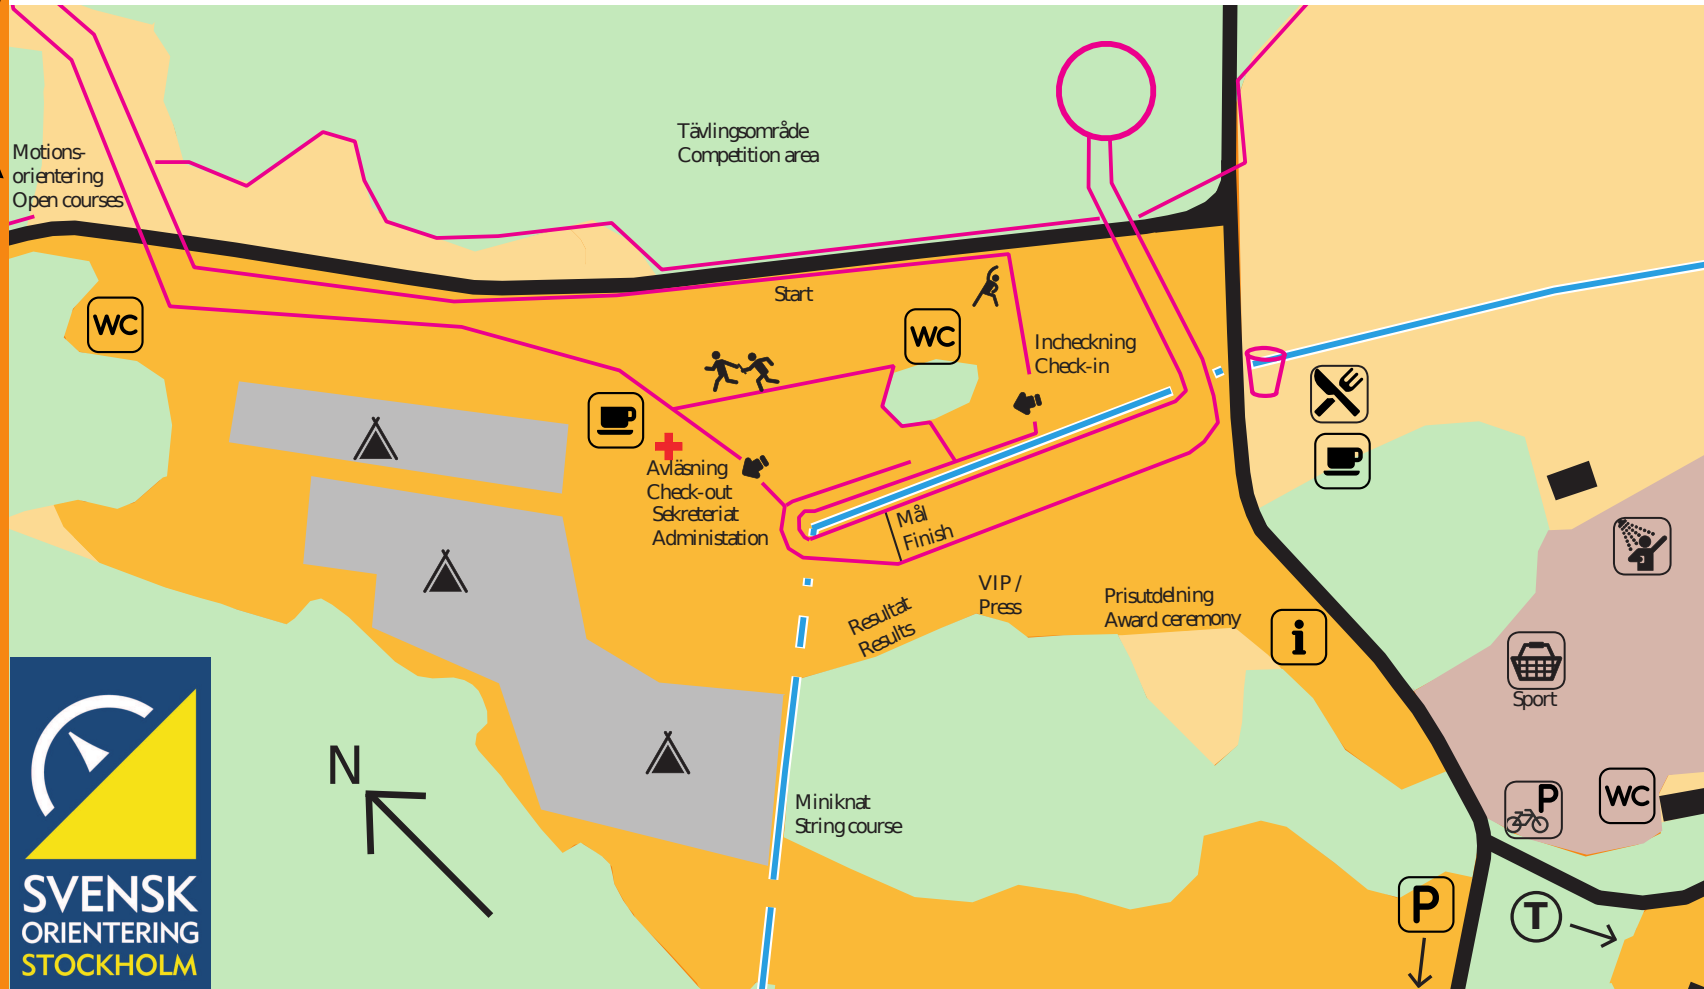 Tävlingsområde
Competition area
Motions-
orientering
Open courses
Start
WC
WC
Incheckning
Check-in
Avläsning
Check-out
Sekreteriat
Administation
Mål
Finish
VIP /
Press
Prisutdelning
Award ceremony
Resultat
Results
i
Sport
N
Miniknat
String course
P
WC
P
T
SVENSK
ORIENTERING
STOCKHOLM